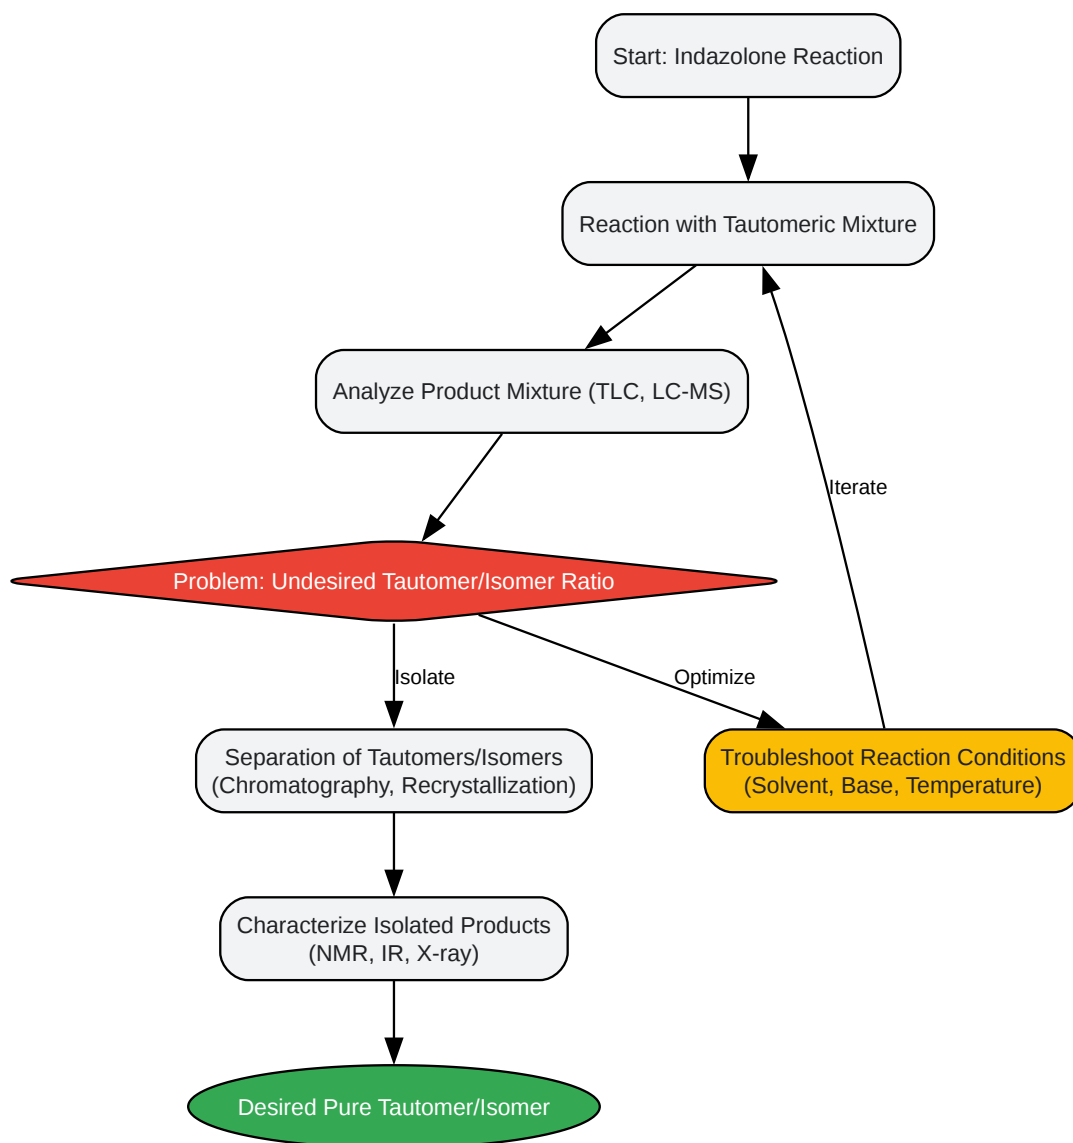 Start: Indazolone Reaction
Reaction with Tautomeric Mixture
Analyze Product Mixture (TLC, LC-MS)
Iterate
Problem: Undesired Tautomer/Isomer Ratio
Isolate
Optimize
Separation of Tautomers/Isomers
(Chromatography, Recrystallization)
Troubleshoot Reaction Conditions
(Solvent, Base, Temperature)
Characterize Isolated Products
(NMR, IR, X-ray)
Desired Pure Tautomer/Isomer